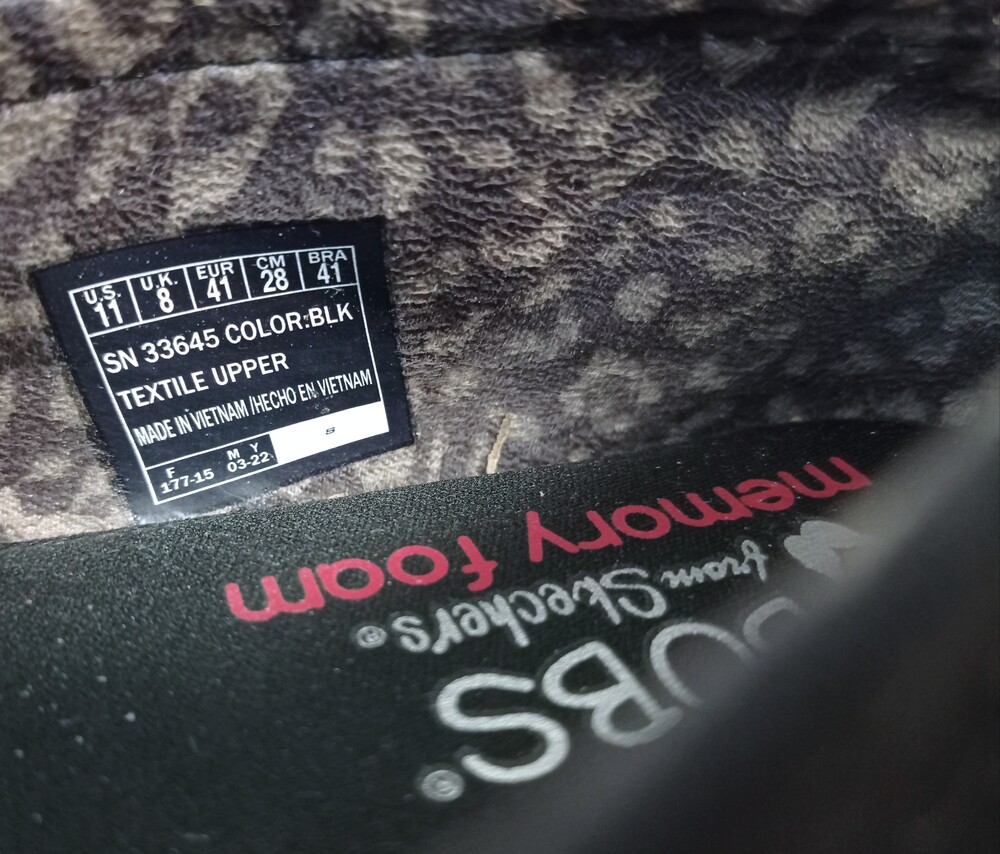 U.S. U.K. EUR CM BRA
11 8 41 28 41
SN 33645 COLOR:BLK
TEXTILE UPPER
MADE IN VIETNAM /HECHO EN VIETNAM
F M Y
177-15 03-22
S
memory foam
from Skechers®
OBS®